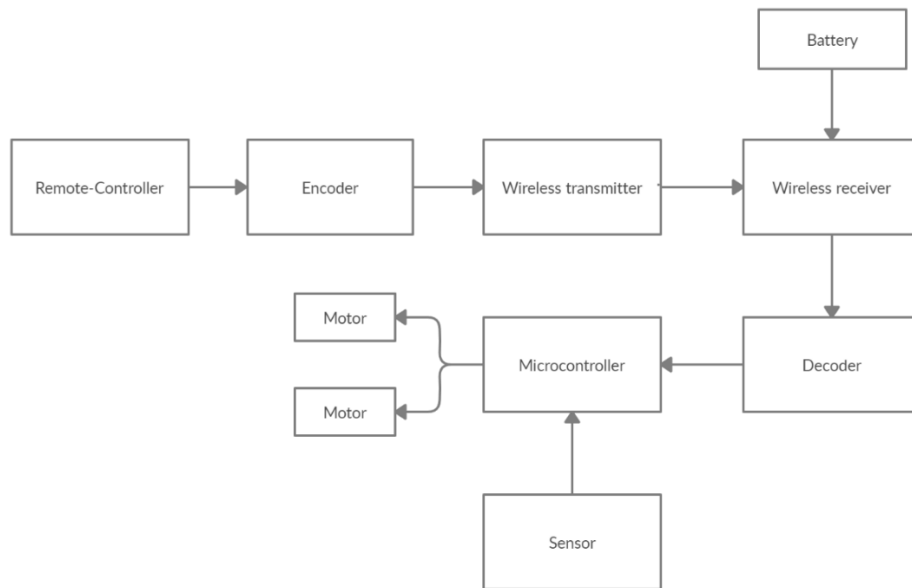 Battery
Remote-Controller
Encoder
Wireless transmitter
Wireless receiver
Motor
Microcontroller
Decoder
Motor
Sensor